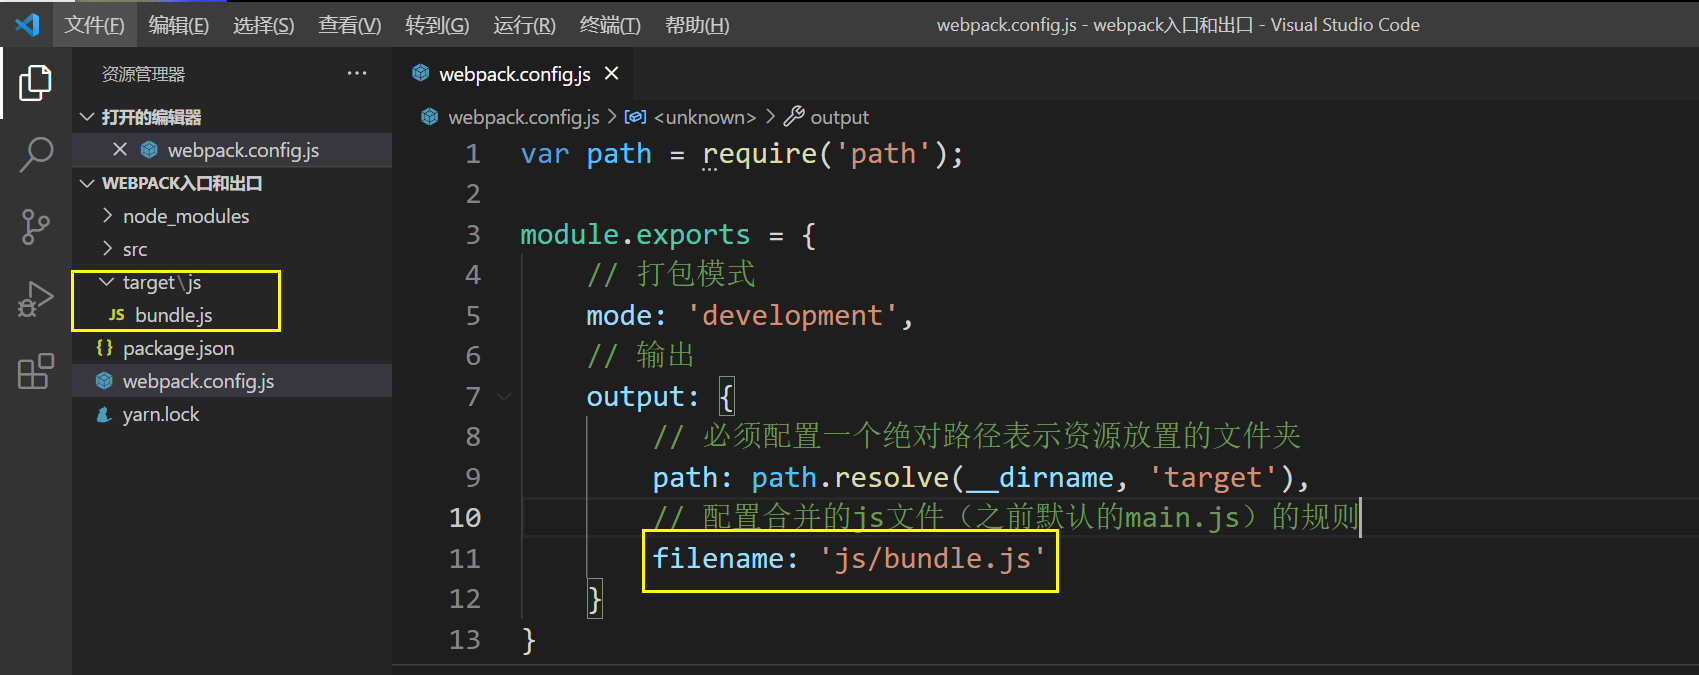 文件(F) 编辑(E) 选择(S) 查看(V) 转到(G) 运行(R) 终端(T) 帮助(H) webpack.config.js - webpack入口和出口 - Visual Studio Code
资源管理器 ···
打开的编辑器
webpack.config.js
WEBPACK入口和出口
node_modules
src
target\js
JS bundle.js
{} package.json
webpack.config.js
yarn.lock
webpack.config.js
webpack.config.js > <unknown> > output
1 var path = require('path');
2
3 module.exports = {
4 // 打包模式
5 mode: 'development',
6 // 输出
7 output: {
8 // 必须配置一个绝对路径表示资源放置的文件夹
9 path: path.resolve(__dirname, 'target'),
10 // 配置合并的js文件（之前默认的main.js）的规则
11 filename: 'js/bundle.js'
12 }
13 }